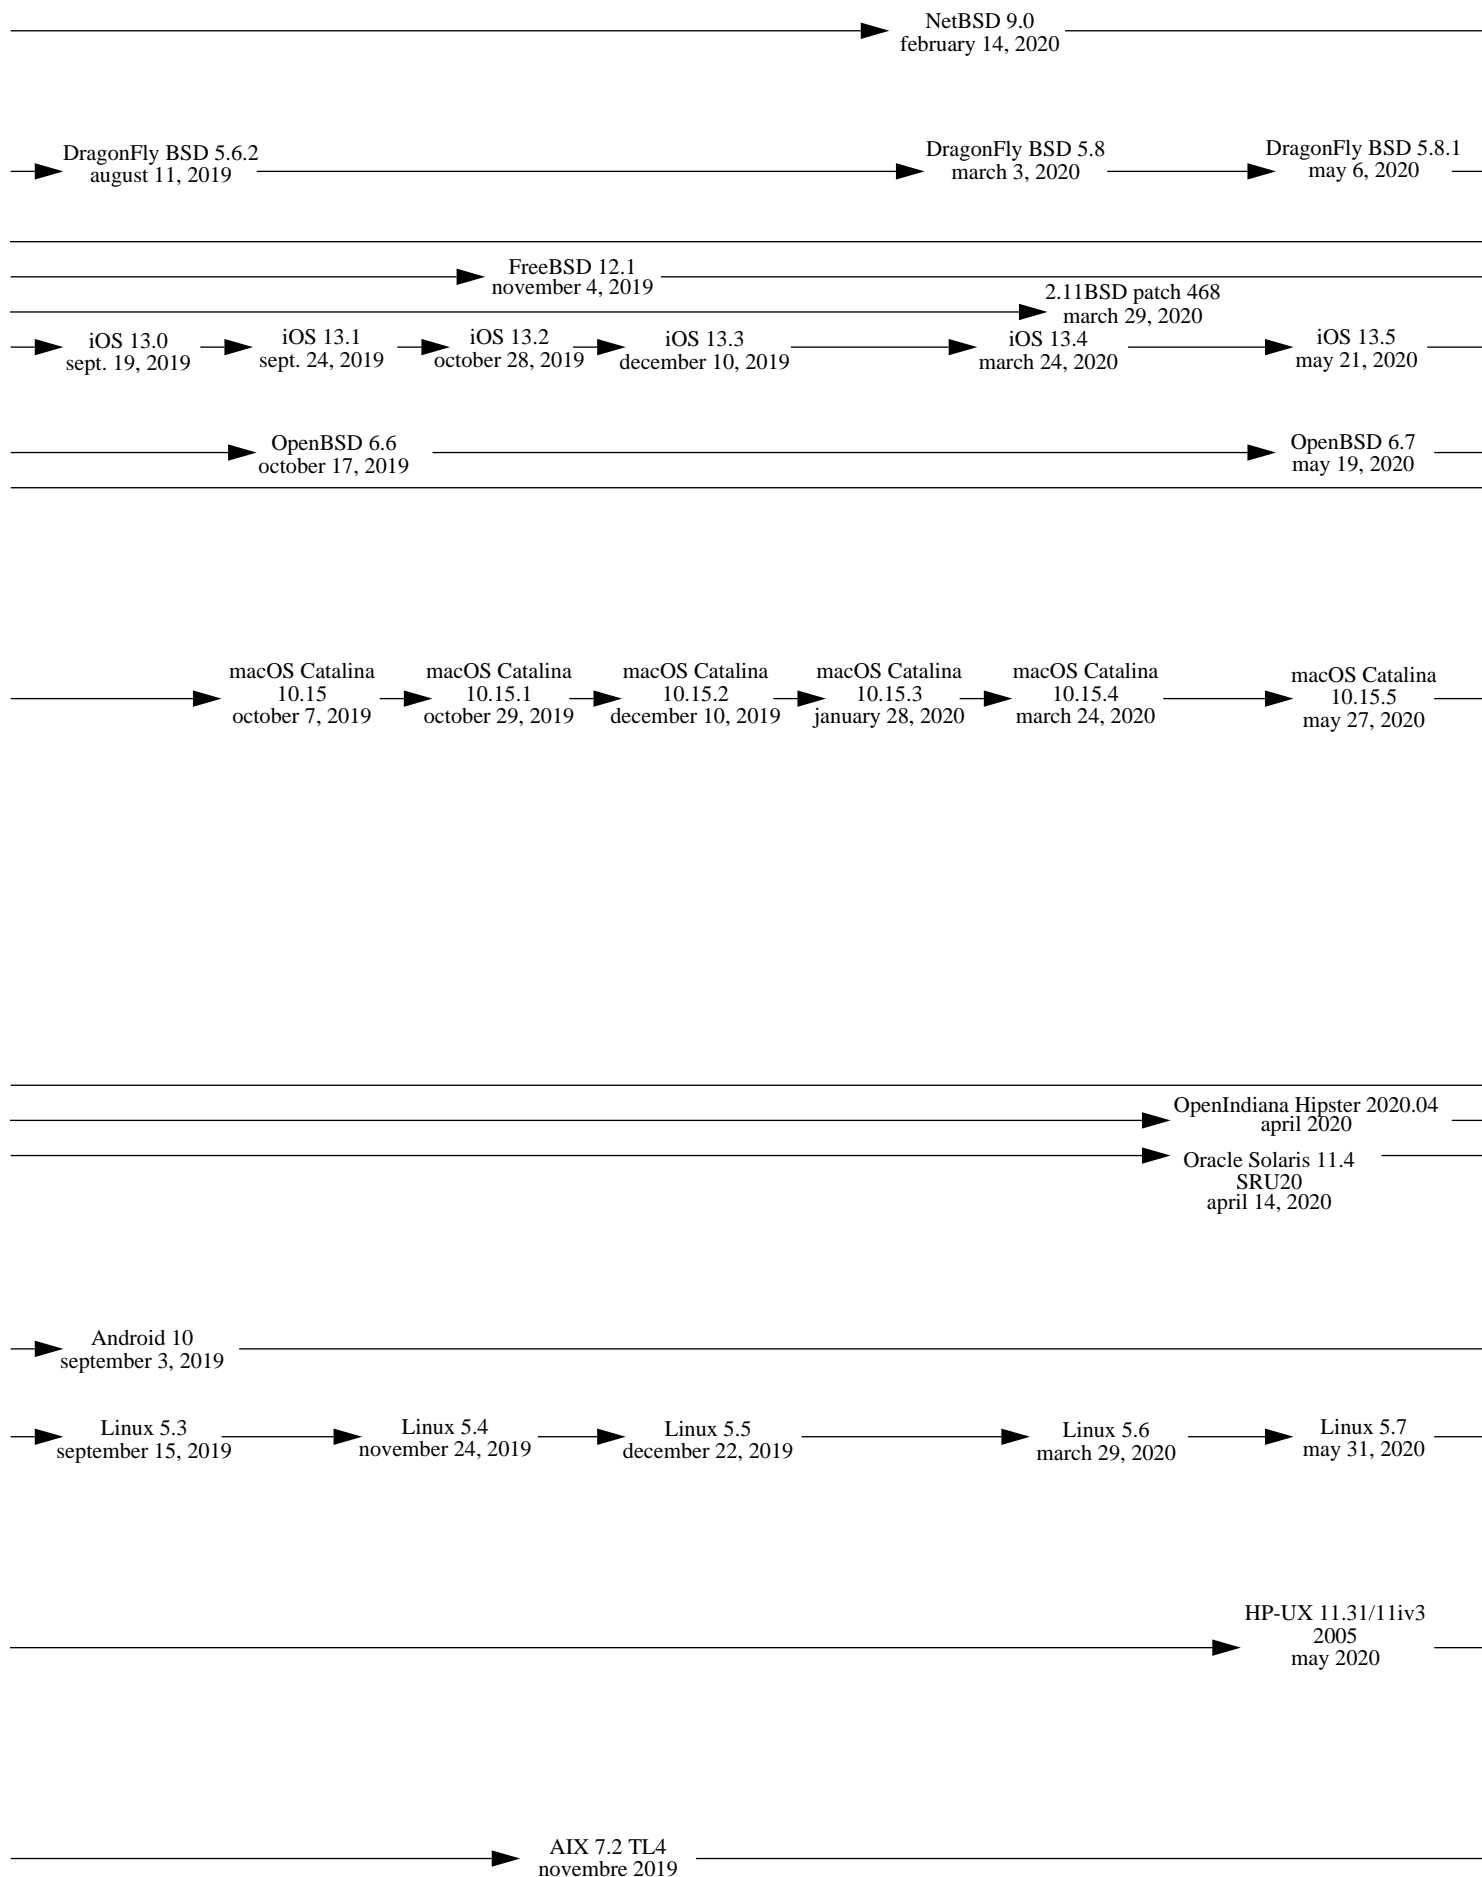 NetBSD 9.0
february 14, 2020
DragonFly BSD 5.6.2
august 11, 2019
DragonFly BSD 5.8
march 3, 2020
DragonFly BSD 5.8.1
may 6, 2020
FreeBSD 12.1
november 4, 2019
2.11BSD patch 468
march 29, 2020
iOS 13.0
sept. 19, 2019
iOS 13.1
sept. 24, 2019
iOS 13.2
october 28, 2019
iOS 13.3
december 10, 2019
iOS 13.4
march 24, 2020
iOS 13.5
may 21, 2020
OpenBSD 6.6
october 17, 2019
OpenBSD 6.7
may 19, 2020
macOS Catalina
10.15
october 7, 2019
macOS Catalina
10.15.1
october 29, 2019
macOS Catalina
10.15.2
december 10, 2019
macOS Catalina
10.15.3
january 28, 2020
macOS Catalina
10.15.4
march 24, 2020
macOS Catalina
10.15.5
may 27, 2020
OpenIndiana Hipster 2020.04
april 2020
Oracle Solaris 11.4
SRU20
april 14, 2020
Android 10
september 3, 2019
Linux 5.3
september 15, 2019
Linux 5.4
november 24, 2019
Linux 5.5
december 22, 2019
Linux 5.6
march 29, 2020
Linux 5.7
may 31, 2020
HP-UX 11.31/11iv3
2005
may 2020
AIX 7.2 TL4
novembre 2019